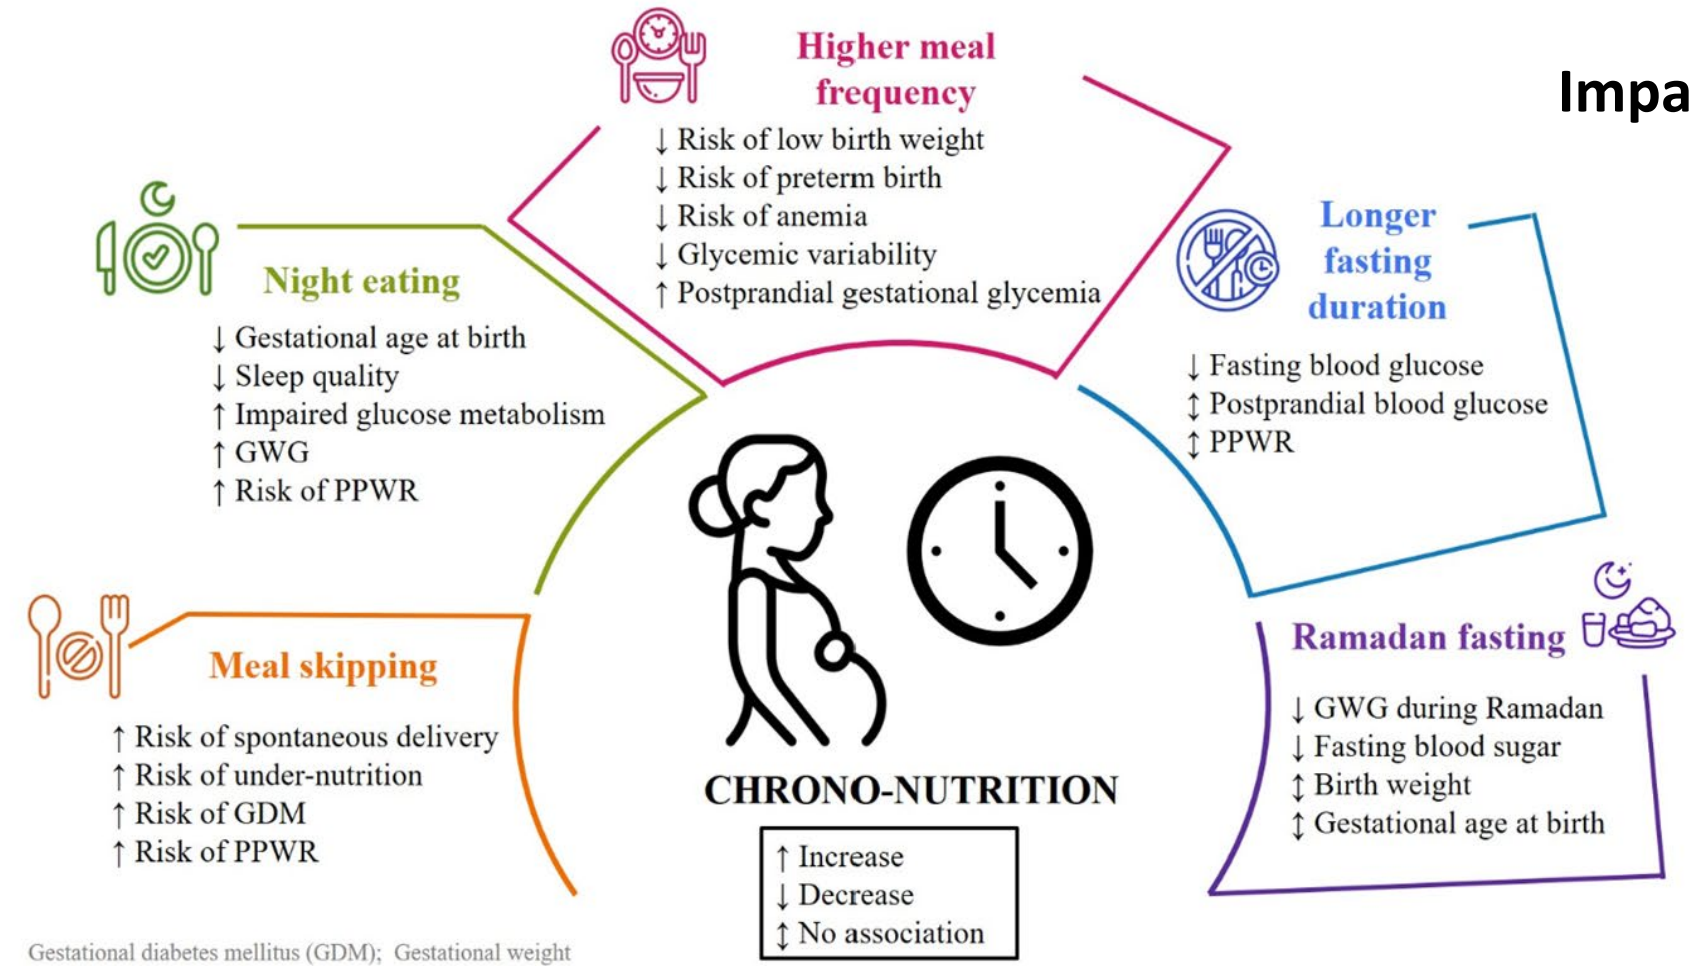 Higher meal
frequency
↓ Risk of low birth weight
↓ Risk of preterm birth
↓ Risk of anemia
↓ Glycemic variability
↑ Postprandial gestational glycemia
Impa
Night eating
↓ Gestational age at birth
↓ Sleep quality
↑ Impaired glucose metabolism
↑ GWG
↑ Risk of PPWR
Longer
fasting
duration
↓ Fasting blood glucose
↕ Postprandial blood glucose
↕ PPWR
Meal skipping
↑ Risk of spontaneous delivery
↑ Risk of under-nutrition
↑ Risk of GDM
↑ Risk of PPWR
Ramadan fasting
↓ GWG during Ramadan
↓ Fasting blood sugar
↕ Birth weight
↕ Gestational age at birth
CHRONO-NUTRITION
↑ Increase
↓ Decrease
↕ No association
Gestational diabetes mellitus (GDM); Gestational weight